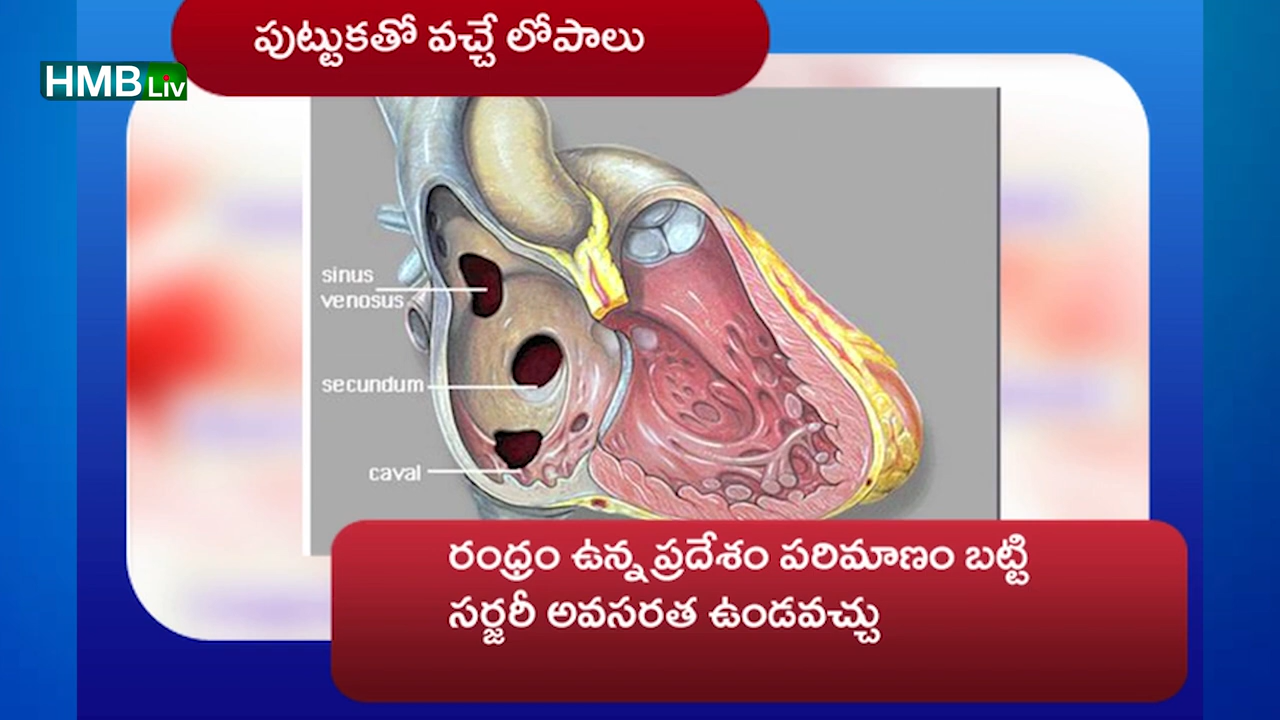 పుట్టుకతో వచ్చే లోపాలు
HMB Liv
sinus
venosus
secundum
caval
రంధ్రం ఉన్న ప్రదేశం పరిమాణం బట్టి
సర్జరీ అవసరత ఉండవచ్చు